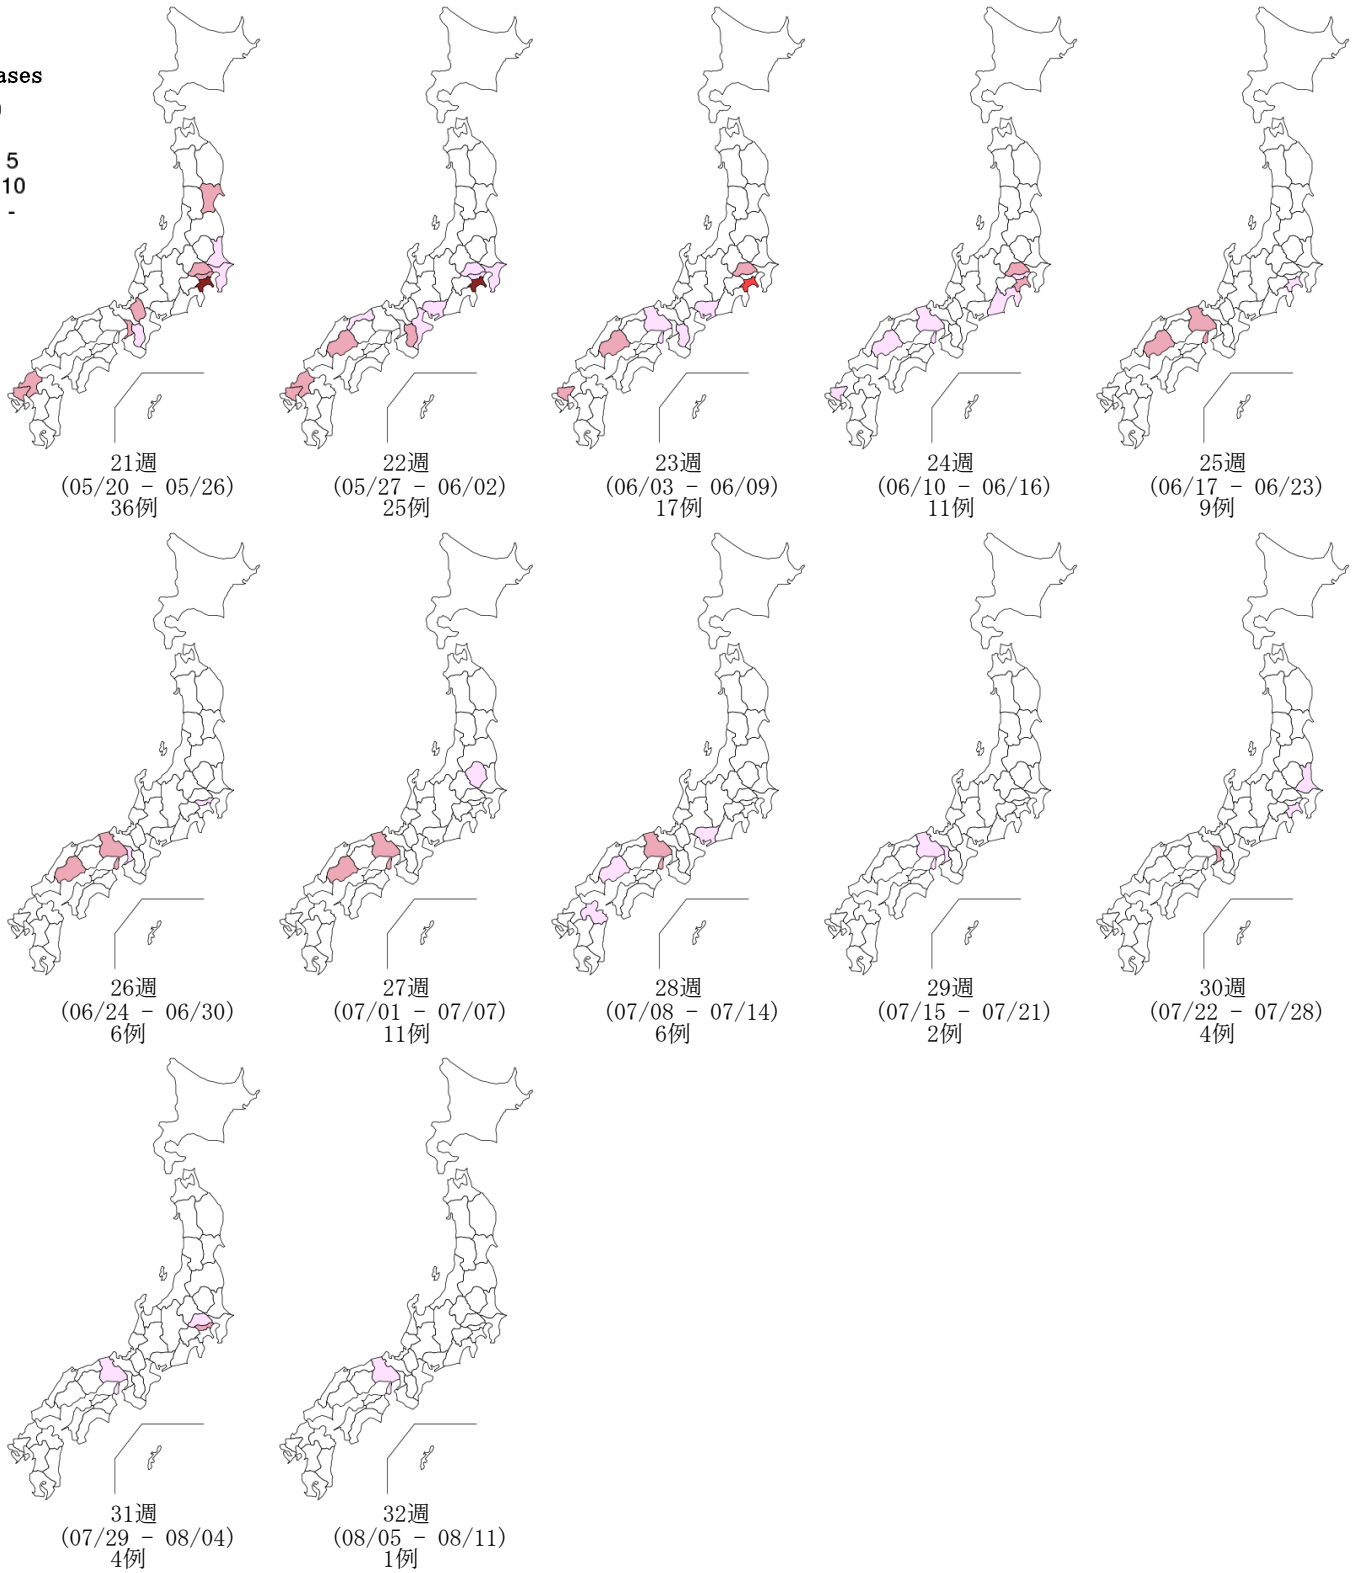 ases
5
10
-
21週
(05/20 - 05/26)
36例
22週
(05/27 - 06/02)
25例
23週
(06/03 - 06/09)
17例
24週
(06/10 - 06/16)
11例
25週
(06/17 - 06/23)
9例
26週
(06/24 - 06/30)
6例
27週
(07/01 - 07/07)
11例
28週
(07/08 - 07/14)
6例
29週
(07/15 - 07/21)
2例
30週
(07/22 - 07/28)
4例
31週
(07/29 - 08/04)
4例
32週
(08/05 - 08/11)
1例